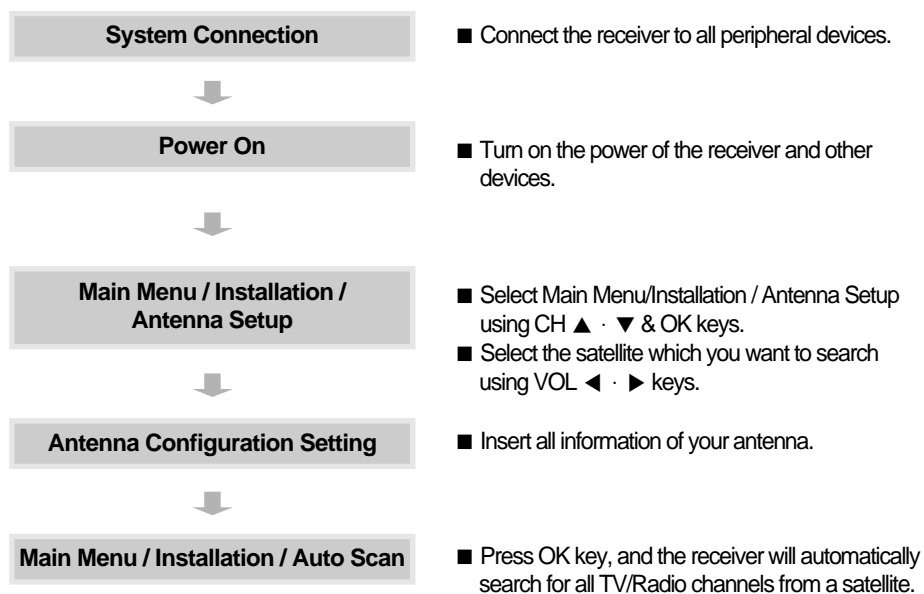 System Connection
■ Connect the receiver to all peripheral devices.
Power On
■ Turn on the power of the receiver and other
devices.
Main Menu / Installation /
Antenna Setup
■ Select Main Menu/Installation / Antenna Setup
using CH ▲ · ▼ & OK keys.
■ Select the satellite which you want to search
using VOL ◀ · ▶ keys.
Antenna Configuration Setting
■ Insert all information of your antenna.
Main Menu / Installation / Auto Scan
■ Press OK key, and the receiver will automatically
search for all TV/Radio channels from a satellite.